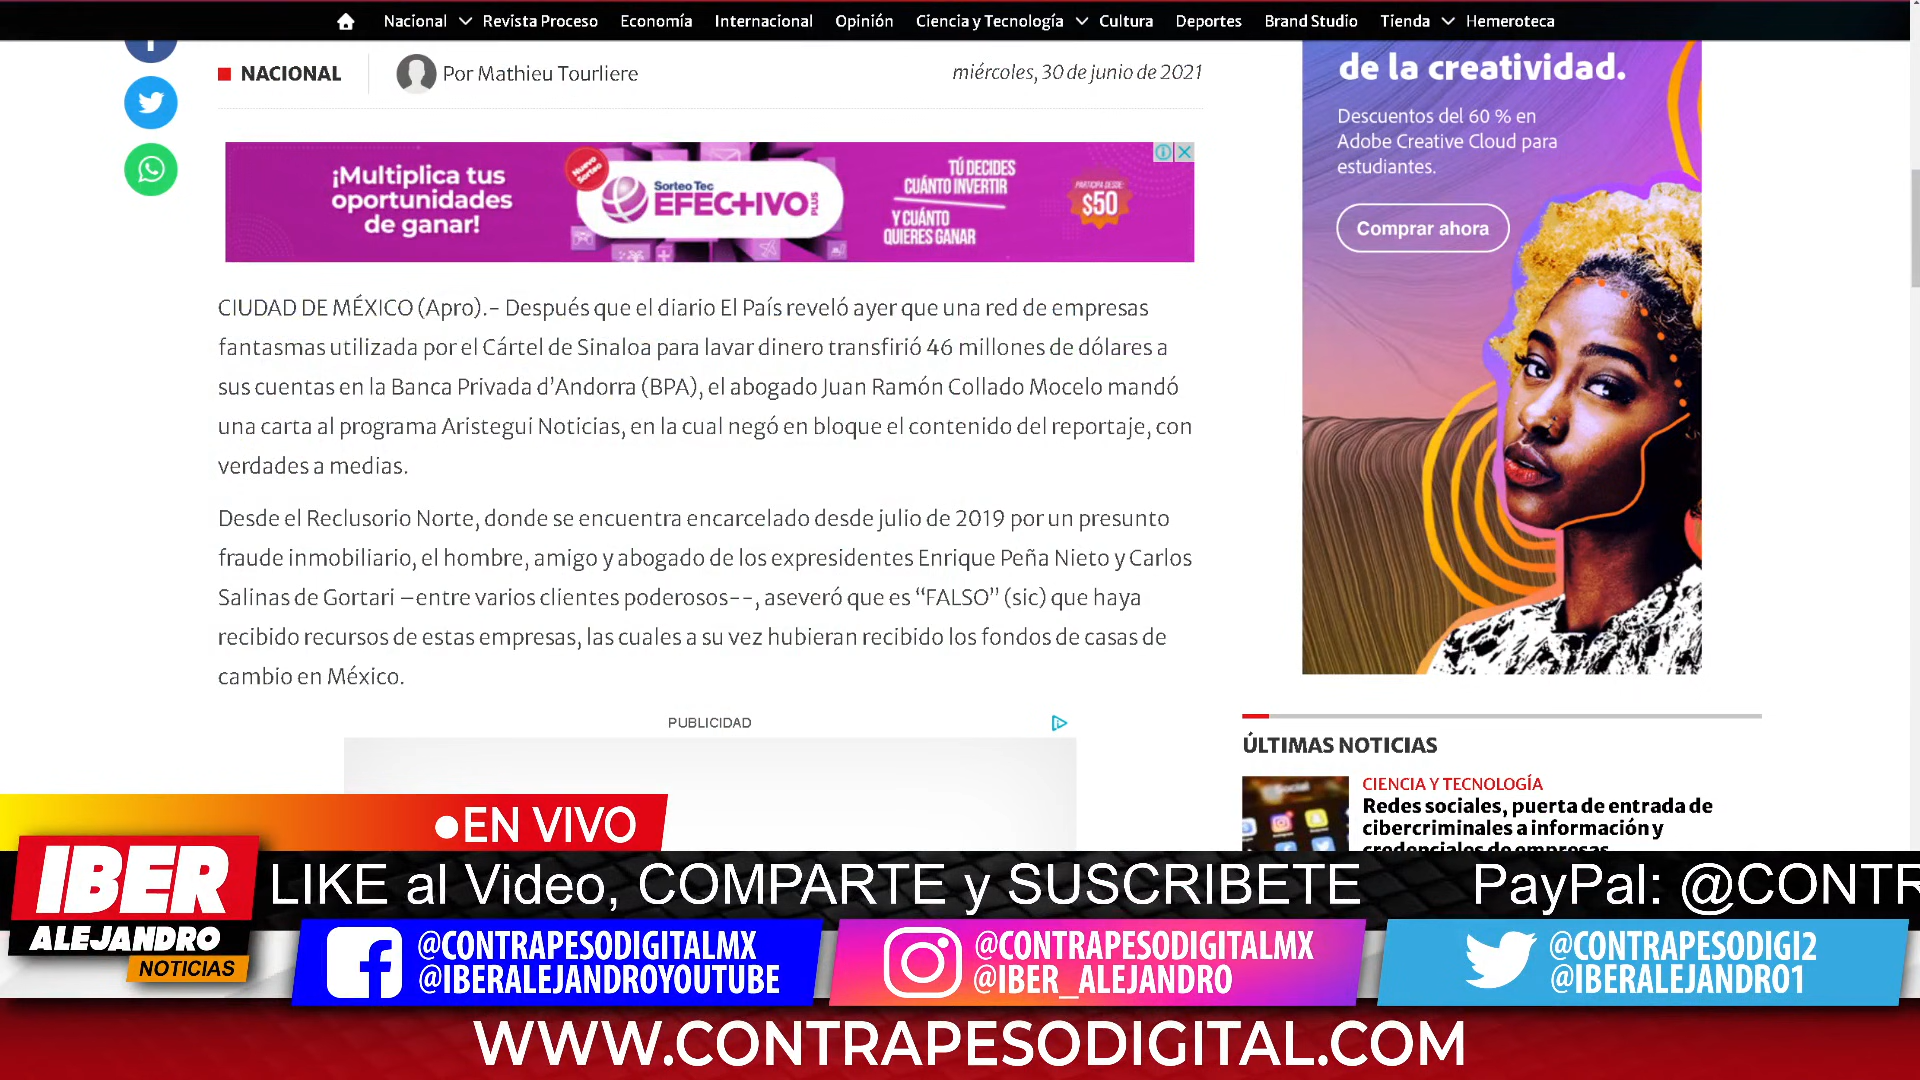 Nacional
Revista Proceso
Economía
Internacional
Opinión
Ciencia y Tecnología
Cultura
Deportes
Brand Studio
Tienda
Hemeroteca
NACIONAL
Por Mathieu Tourliere
miércoles, 30 de junio de 2021
¡Multiplica tus
oportunidades
de ganar!
Nuevo
Sorteo
Sorteo Tec
EFEC+IVO PLUS
TÚ DECIDES
CUÁNTO INVERTIR
Y CUÁNTO
QUIERES GANAR
PARTICIPA DESDE:
$50
CIUDAD DE MÉXICO (Apro).- Después que el diario El País reveló ayer que una red de empresas
fantasmas utilizada por el Cártel de Sinaloa para lavar dinero transfirió 46 millones de dólares a
sus cuentas en la Banca Privada d’Andorra (BPA), el abogado Juan Ramón Collado Mocelo mandó
una carta al programa Aristegui Noticias, en la cual negó en bloque el contenido del reportaje, con
verdades a medias.
Desde el Reclusorio Norte, donde se encuentra encarcelado desde julio de 2019 por un presunto
fraude inmobiliario, el hombre, amigo y abogado de los expresidentes Enrique Peña Nieto y Carlos
Salinas de Gortari –entre varios clientes poderosos--, aseveró que es “FALSO” (sic) que haya
recibido recursos de estas empresas, las cuales a su vez hubieran recibido los fondos de casas de
cambio en México.
PUBLICIDAD
de la creatividad.
Descuentos del 60 % en
Adobe Creative Cloud para
estudiantes.
Comprar ahora
ÚLTIMAS NOTICIAS
CIENCIA Y TECNOLOGÍA
Redes sociales, puerta de entrada de
cibercriminales a información y
credenciales de empresas
EN VIVO
IBER
ALEJANDRO
NOTICIAS
LIKE al Video, COMPARTE y SUSCRIBETE
PayPal: @CONTR
@CONTRAPESODIGITALMX
@IBERALEJANDROYOUTUBE
@CONTRAPESODIGITALMX
@IBER_ALEJANDRO
@CONTRAPESODIGI2
@IBERALEJANDRO1
WWW.CONTRAPESODIGITAL.COM